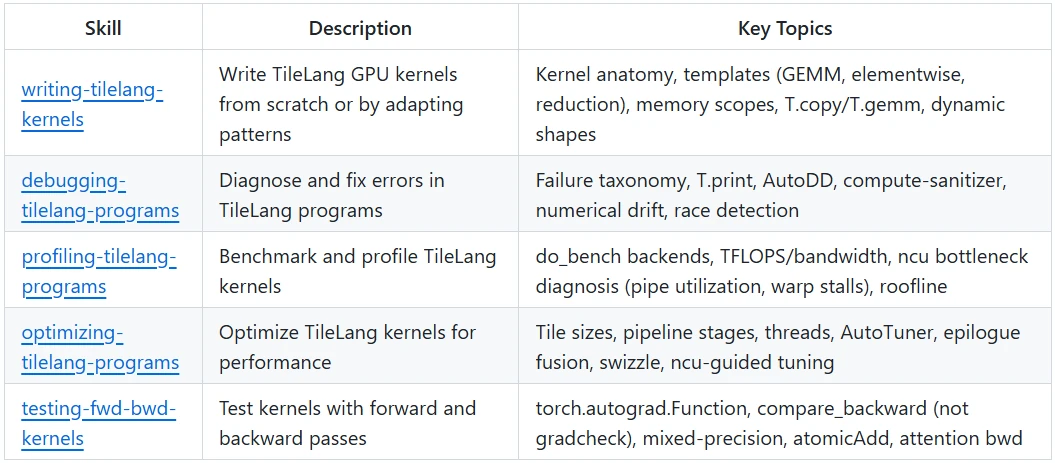 Skill Description Key Topics
writing-tilelang-
kernels
Write TileLang GPU kernels
from scratch or by adapting
patterns
Kernel anatomy, templates (GEMM, elementwise,
reduction), memory scopes, T.copy/T.gemm, dynamic
shapes
debugging-
tilelang-programs
Diagnose and fix errors in
TileLang programs
Failure taxonomy, T.print, AutoDD, compute-sanitizer,
numerical drift, race detection
profiling-tilelang-
programs
Benchmark and profile TileLang
kernels
do_bench backends, TFLOPS/bandwidth, ncu bottleneck
diagnosis (pipe utilization, warp stalls), roofline
optimizing-
tilelang-programs
Optimize TileLang kernels for
performance
Tile sizes, pipeline stages, threads, AutoTuner, epilogue
fusion, swizzle, ncu-guided tuning
testing-fwd-bwd-
kernels
Test kernels with forward and
backward passes
torch.autograd.Function, compare_backward (not
gradcheck), mixed-precision, atomicAdd, attention bwd